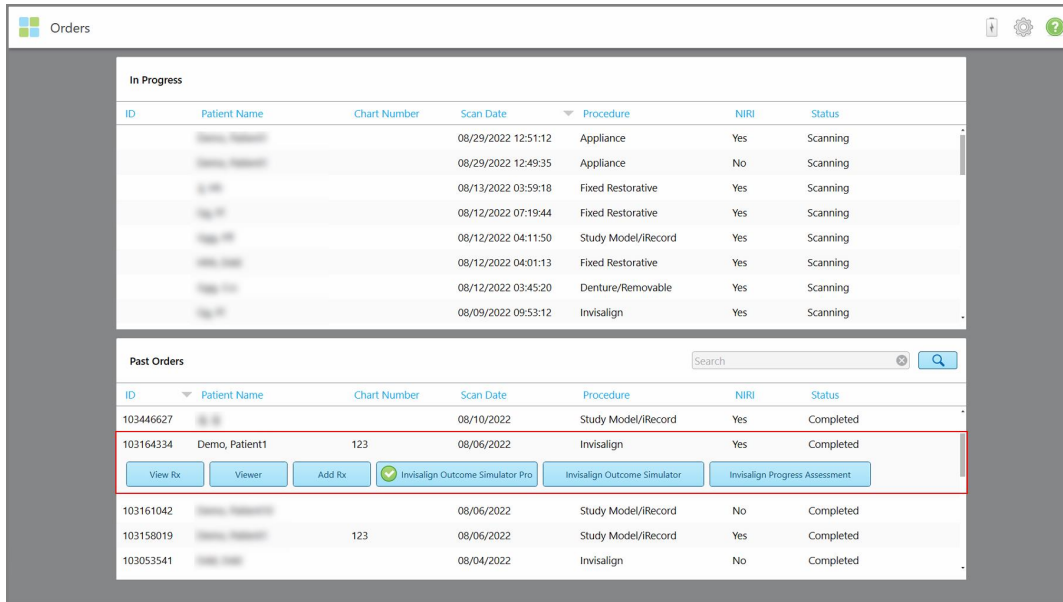 Orders
In Progress
ID Patient Name Chart Number Scan Date Procedure NIRI Status
08/29/2022 12:51:12 Appliance Yes Scanning
08/29/2022 12:49:35 Appliance No Scanning
08/13/2022 03:59:18 Fixed Restorative Yes Scanning
08/12/2022 07:19:44 Fixed Restorative Yes Scanning
08/12/2022 04:11:50 Study Model/iRecord Yes Scanning
08/12/2022 04:01:13 Fixed Restorative Yes Scanning
08/12/2022 03:45:20 Denture/Removable Yes Scanning
08/09/2022 09:53:12 Invisalign Yes Scanning
Past Orders Search
ID Patient Name Chart Number Scan Date Procedure NIRI Status
103446627 08/10/2022 Study Model/iRecord Yes Completed
103164334 Demo, Patient1 123 08/06/2022 Invisalign Yes Completed
View Rx Viewer Add Rx Invisalign Outcome Simulator Pro Invisalign Outcome Simulator Invisalign Progress Assessment
103161042 08/06/2022 Study Model/iRecord No Completed
103158019 123 08/06/2022 Study Model/iRecord Yes Completed
103053541 08/04/2022 Invisalign No Completed